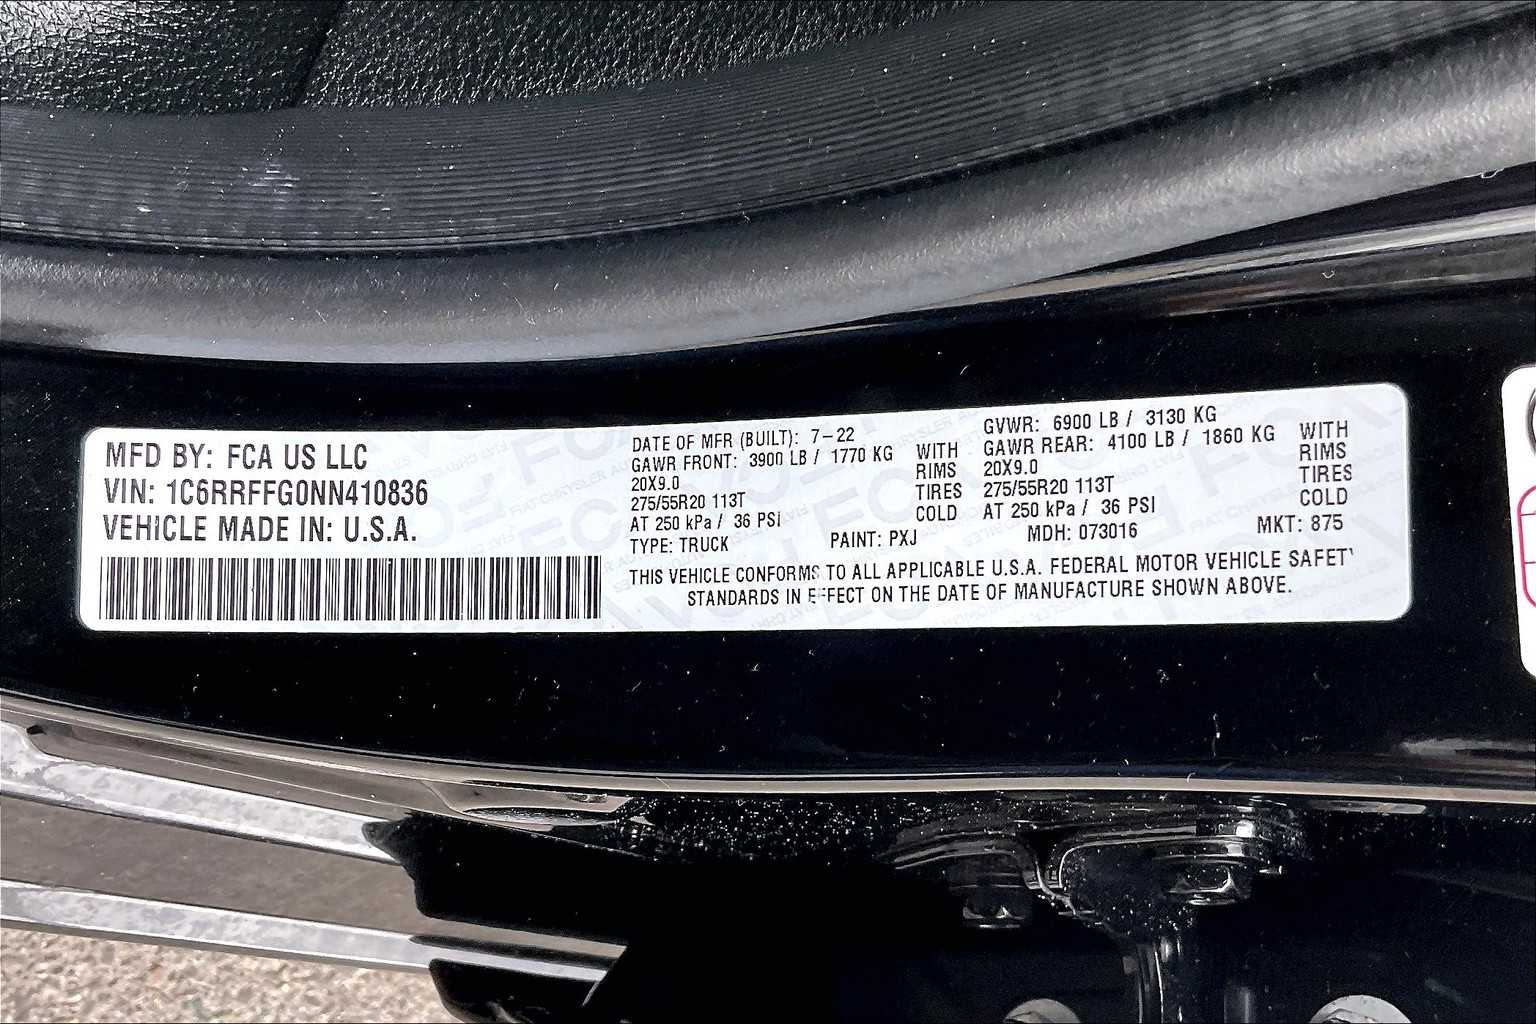 MFD BY: FCA US LLC
VIN: 1C6RRFFG0NN410836
VEHICLE MADE IN: U.S.A.
DATE OF MFR (BUILT): 7-22
GVWR: 6900 LB / 3130 KG
GAWR FRONT: 3900 LB / 1770 KG WITH
20X9.0 RIMS
275/55R20 113T TIRES
AT 250 kPa / 36 PSI COLD
GAWR REAR: 4100 LB / 1860 KG WITH
20X9.0 RIMS
275/55R20 113T TIRES
AT 250 kPa / 36 PSI COLD
TYPE: TRUCK PAINT: PXJ MDH: 073016 MKT: 875
THIS VEHICLE CONFORMS TO ALL APPLICABLE U.S.A. FEDERAL MOTOR VEHICLE SAFETY
STANDARDS IN EFFECT ON THE DATE OF MANUFACTURE SHOWN ABOVE.